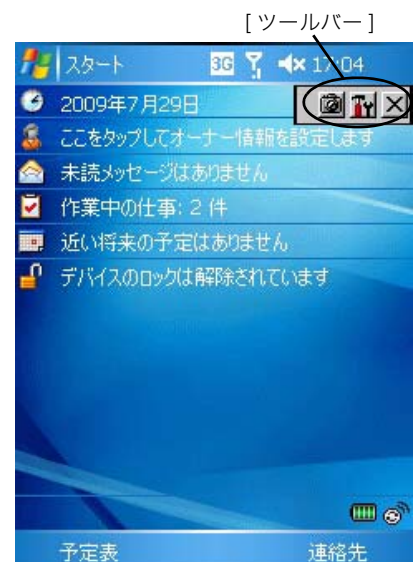 [ ツールバー ]
スタート 3G 17:04
2009年7月29日
ここをタップしてオーナー情報を設定します
未読メッセージはありません
作業中の仕事: 2 件
近い将来の予定はありません
デバイスのロックは解除されています
予定表 連絡先